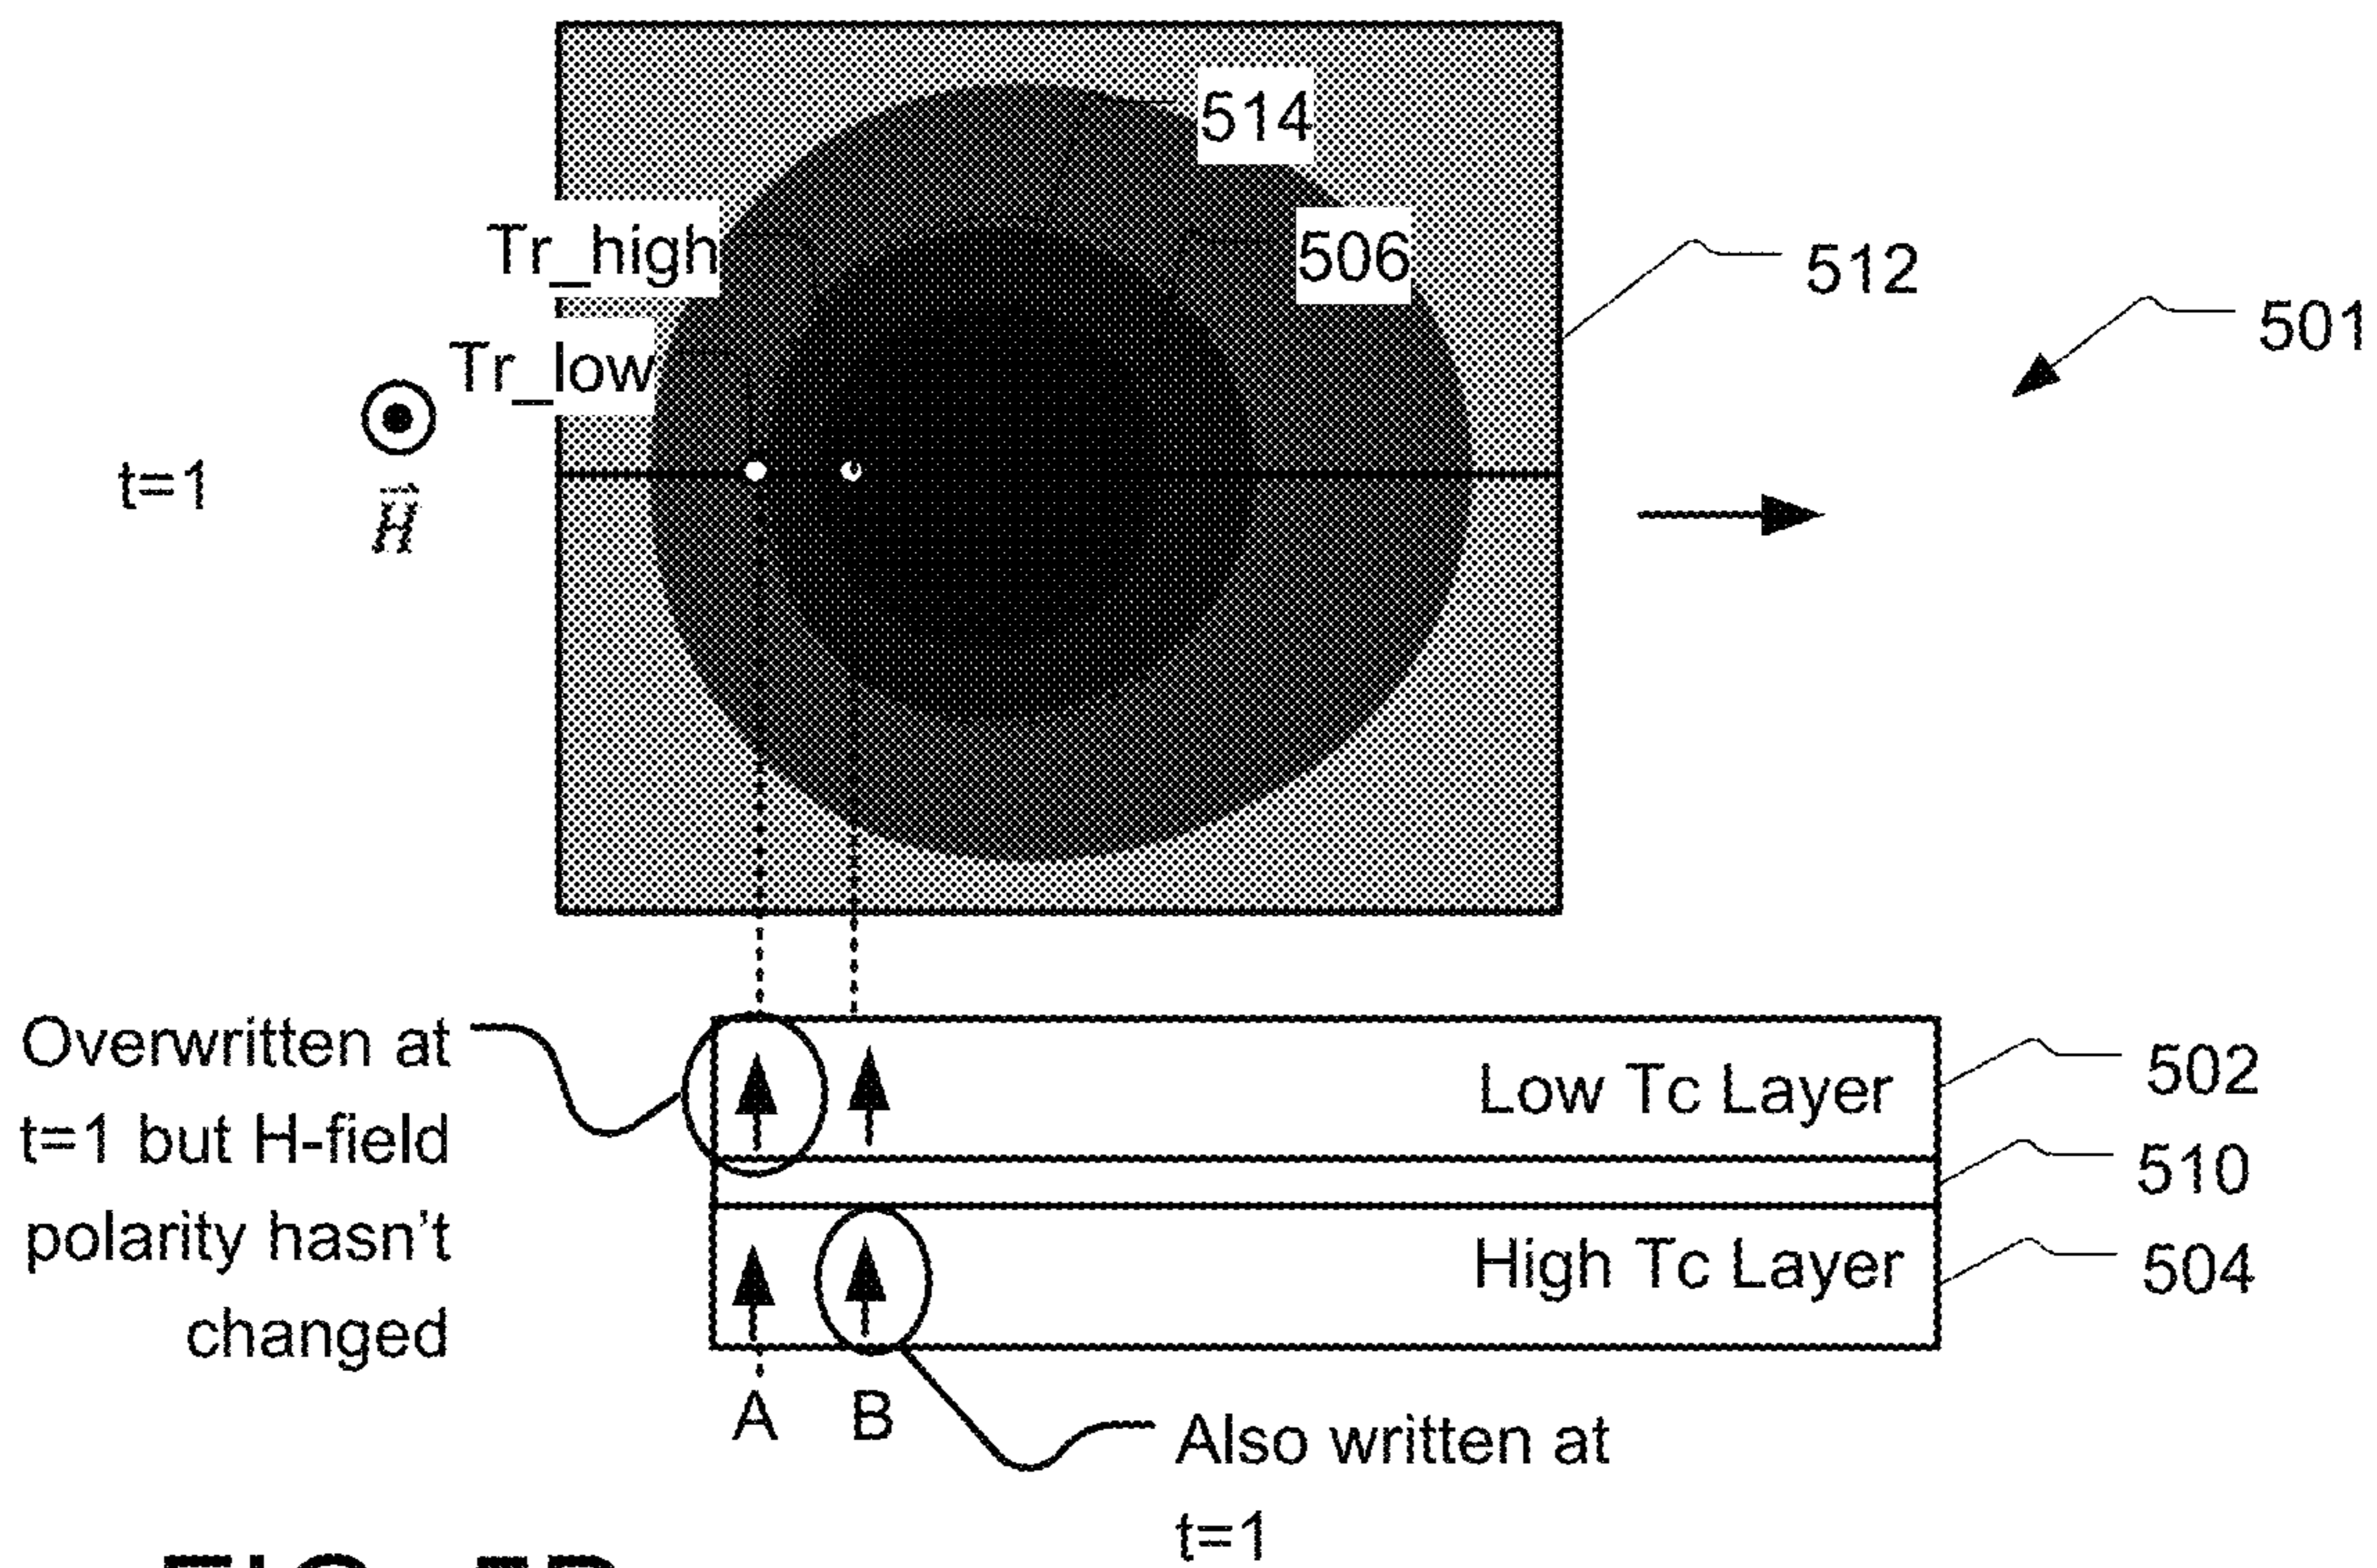 514
Tr_high
506
512
501
Tr_low
t=1
H
Overwritten at
t=1 but H-field
polarity hasn't
changed
Low Tc Layer
502
510
High Tc Layer
504
A
B
Also written at
t=1